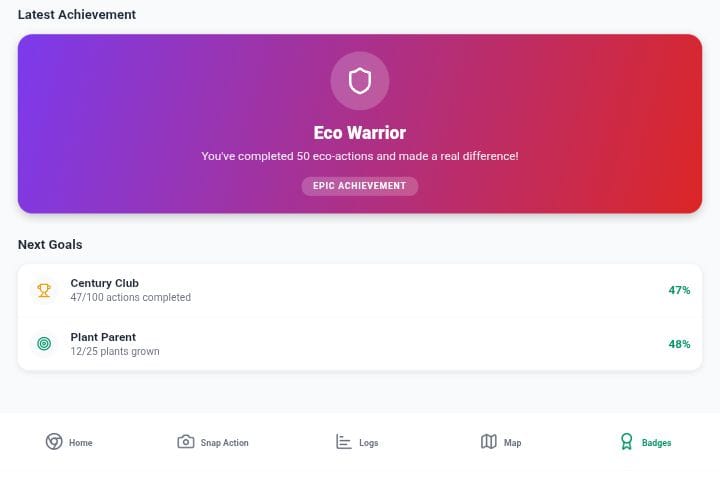 Latest Achievement
Eco Warrior
You've completed 50 eco-actions and made a real difference!
EPIC ACHIEVEMENT
Next Goals
Century Club
47/100 actions completed
47%
Plant Parent
12/25 plants grown
48%
Home
Snap Action
Logs
Map
Badges